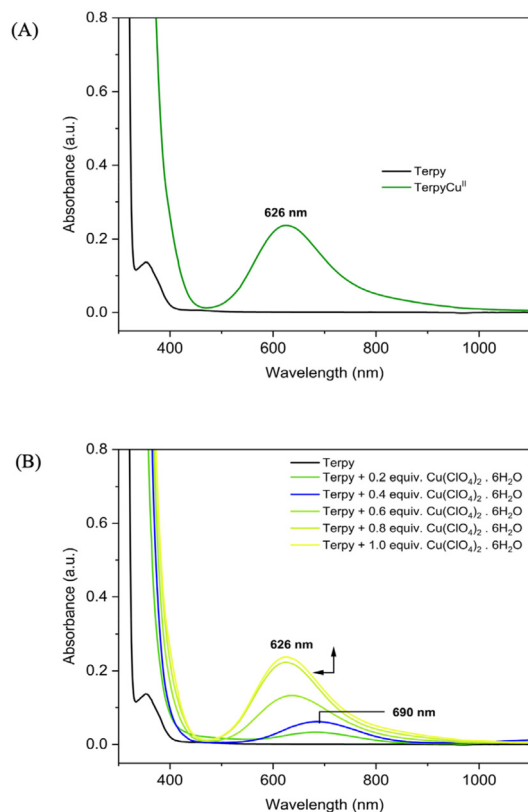 (A)
0.8
0.6
0.4
0.2
0.0
Absorbance (a.u.)
Terpy
TerpyCuᴵᴵ
626 nm
400 600 800 1000
Wavelength (nm)
(B)
0.8
0.6
0.4
0.2
0.0
Absorbance (a.u.)
Terpy
Terpy + 0.2 equiv. Cu(ClO₄)₂ . 6H₂O
Terpy + 0.4 equiv. Cu(ClO₄)₂ . 6H₂O
Terpy + 0.6 equiv. Cu(ClO₄)₂ . 6H₂O
Terpy + 0.8 equiv. Cu(ClO₄)₂ . 6H₂O
Terpy + 1.0 equiv. Cu(ClO₄)₂ . 6H₂O
626 nm
690 nm
400 600 800 1000
Wavelength (nm)